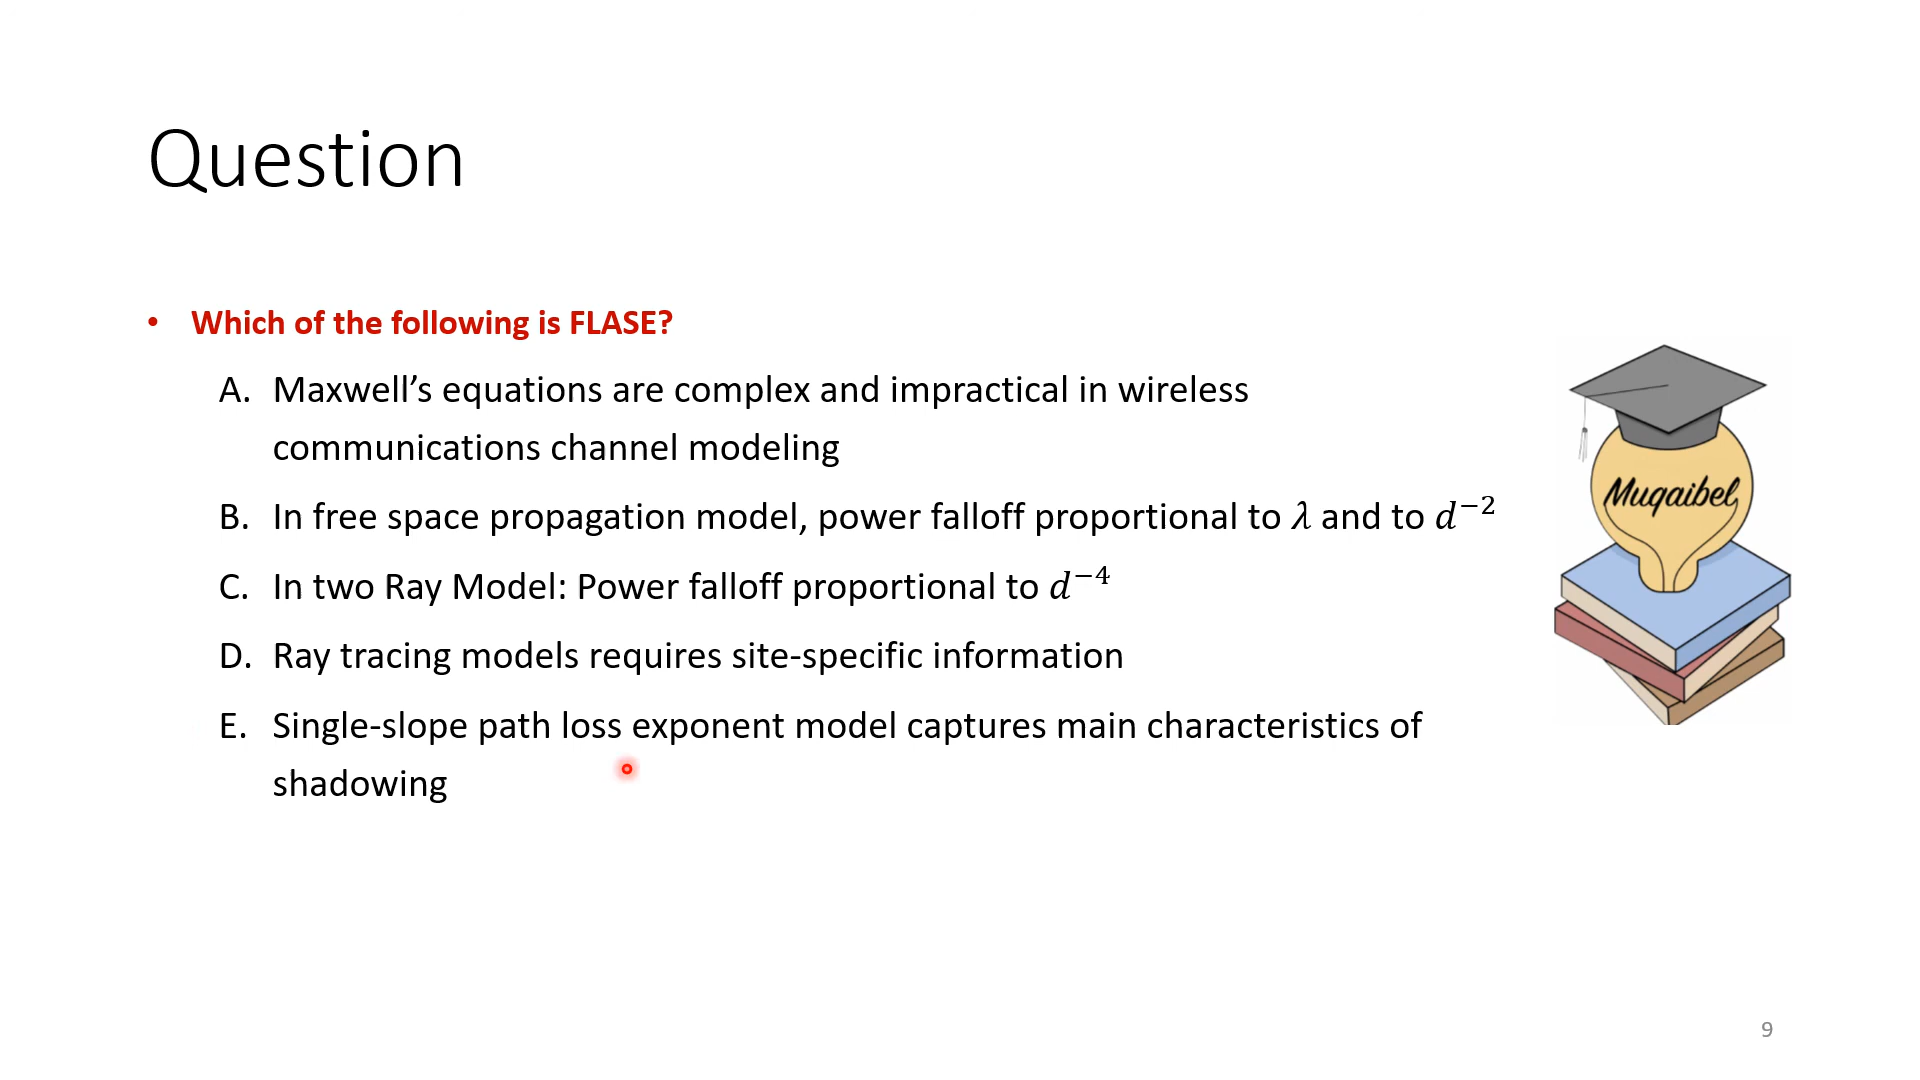 Question
• Which of the following is FLASE?
A. Maxwell’s equations are complex and impractical in wireless
communications channel modeling
B. In free space propagation model, power falloff proportional to λ and to d⁻²
C. In two Ray Model: Power falloff proportional to d⁻⁴
D. Ray tracing models requires site-specific information
E. Single-slope path loss exponent model captures main characteristics of
shadowing
Muqaibel
9